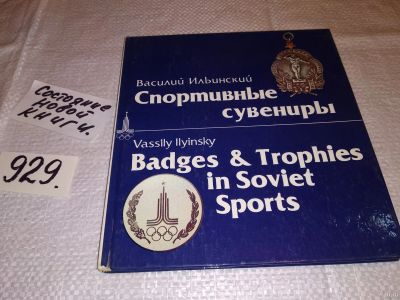 Состояние
новой
книги.
929.
Василий Ильинский
Спортивные
сувениры
Vassily Ilyinsky
Badges & Trophies
in Soviet
Sports